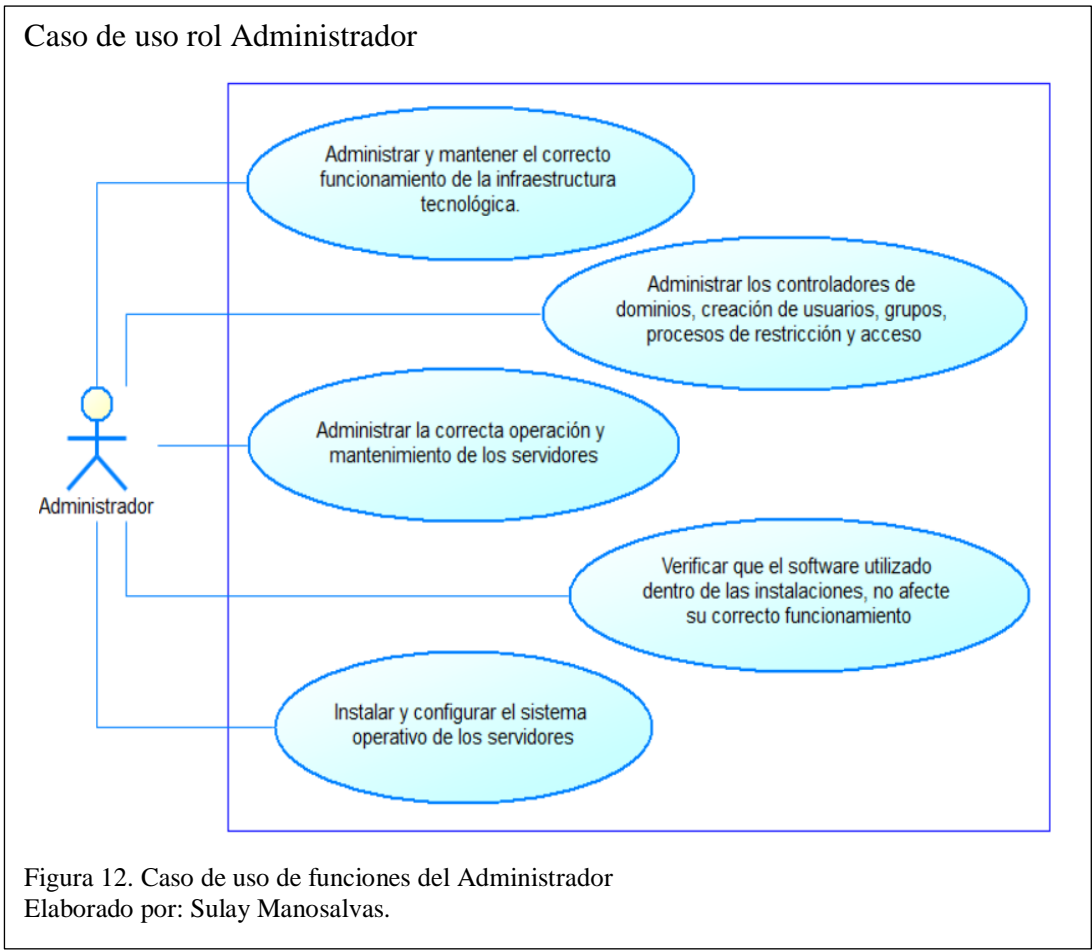 Caso de uso rol Administrador
Administrar y mantener el correcto
funcionamiento de la infraestructura
tecnológica.
Administrar los controladores de
dominios, creación de usuarios, grupos,
procesos de restricción y acceso
Administrar la correcta operación y
mantenimiento de los servidores
Administrador
Verificar que el software utilizado
dentro de las instalaciones, no afecte
su correcto funcionamiento
Instalar y configurar el sistema
operativo de los servidores
Figura 12. Caso de uso de funciones del Administrador
Elaborado por: Sulay Manosalvas.